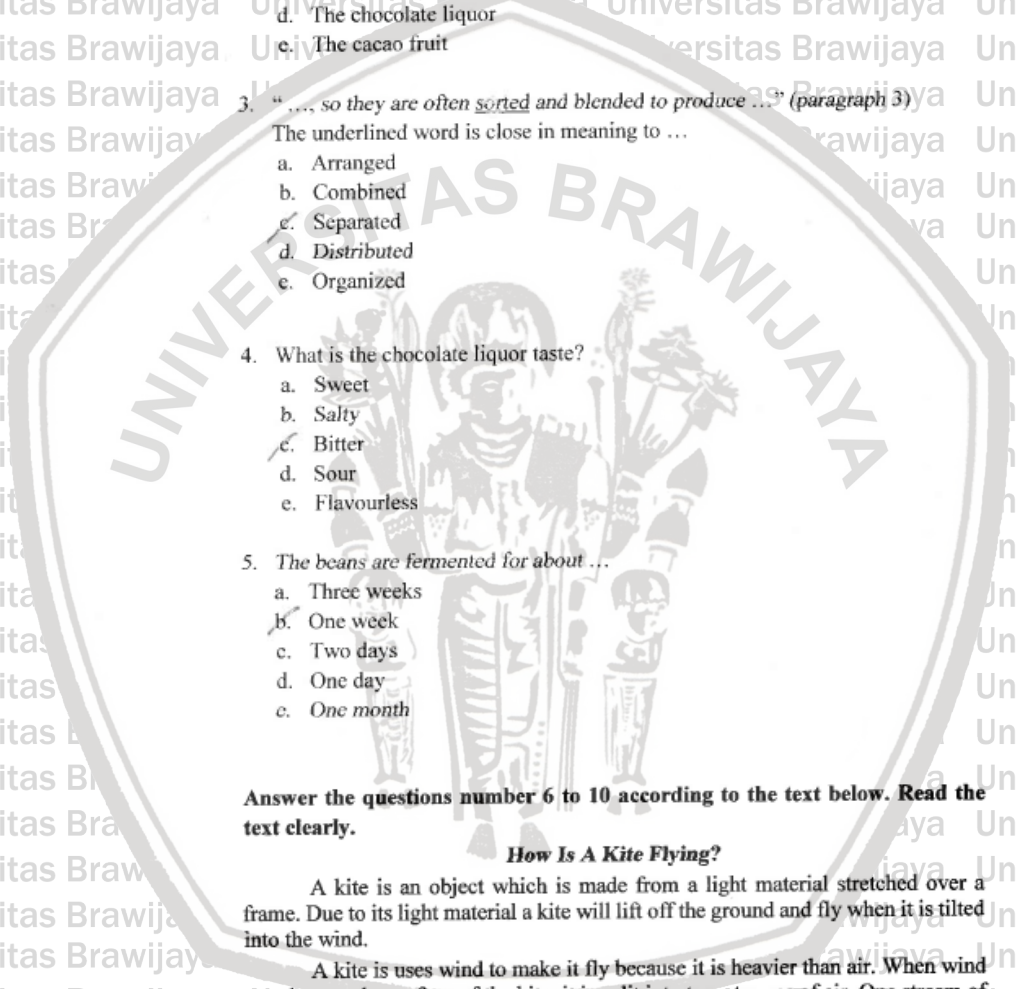 d. The chocolate liquor
e. The cacao fruit
3. “ …, so they are often sorted and blended to produce …” (paragraph 3)
The underlined word is close in meaning to …
a. Arranged
b. Combined
c. Separated
d. Distributed
e. Organized
4. What is the chocolate liquor taste?
a. Sweet
b. Salty
c. Bitter
d. Sour
e. Flavourless
5. The beans are fermented for about …
a. Three weeks
b. One week
c. Two days
d. One day
e. One month
Answer the questions number 6 to 10 according to the text below. Read the
text clearly.
How Is A Kite Flying?
A kite is an object which is made from a light material stretched over a
frame. Due to its light material a kite will lift off the ground and fly when it is tilted
into the wind.
A kite is uses wind to make it fly because it is heavier than air. When wind
UNIVERSITAS BRAWIJAYA